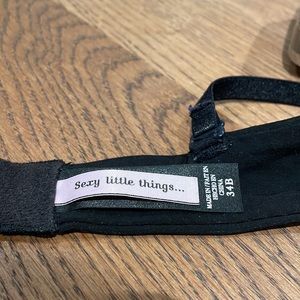 Sexy little things...
MADE IN/FAIT EN
HECHO EN
CHINA
34B